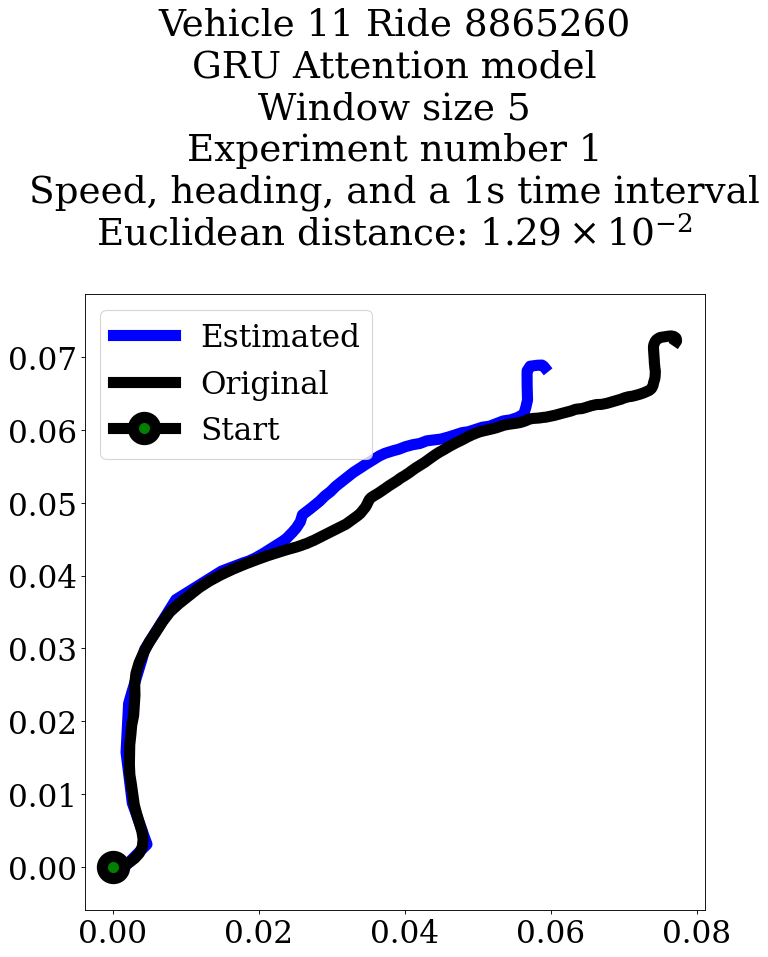 Vehicle 11 Ride 8865260
GRU Attention model
Window size 5
Experiment number 1
Speed, heading, and a 1s time interval
Euclidean distance: 1.29 × 10⁻²
Estimated
Original
Start
0.07
0.06
0.05
0.04
0.03
0.02
0.01
0.00
0.00 0.02 0.04 0.06 0.08